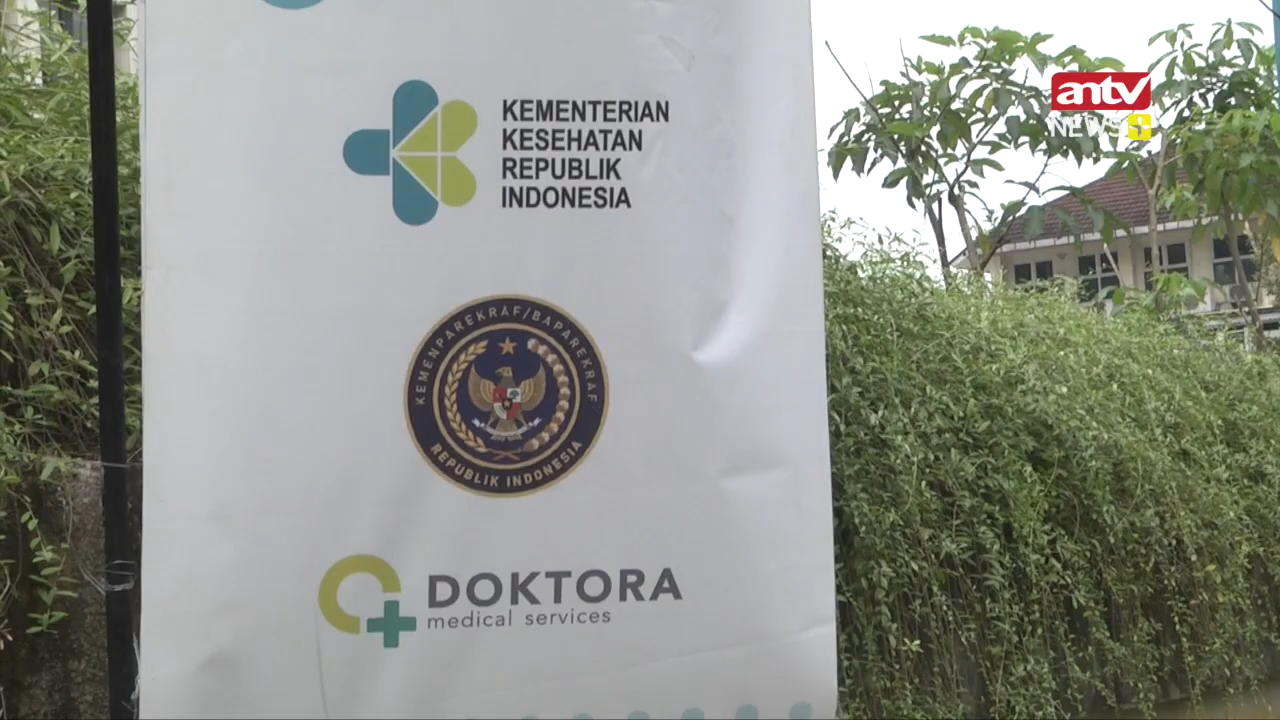 antv
NEWS+
KEMENTERIAN
KESEHATAN
REPUBLIK
INDONESIA
KEMENPAREKRAF/BAPAREKRAF
REPUBLIK INDONESIA
DOKTORA
medical services